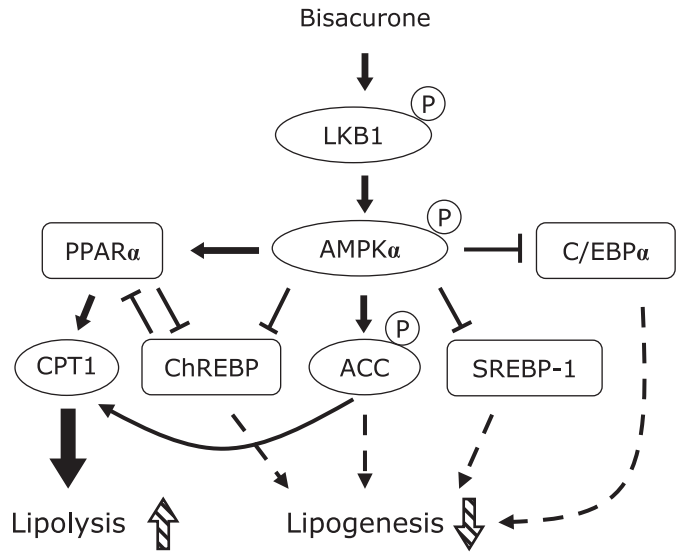 Bisacurone
P
LKB1
P
PPARα
AMPKα
C/EBPα
P
CPT1
ChREBP
ACC
SREBP-1
Lipolysis
Lipogenesis